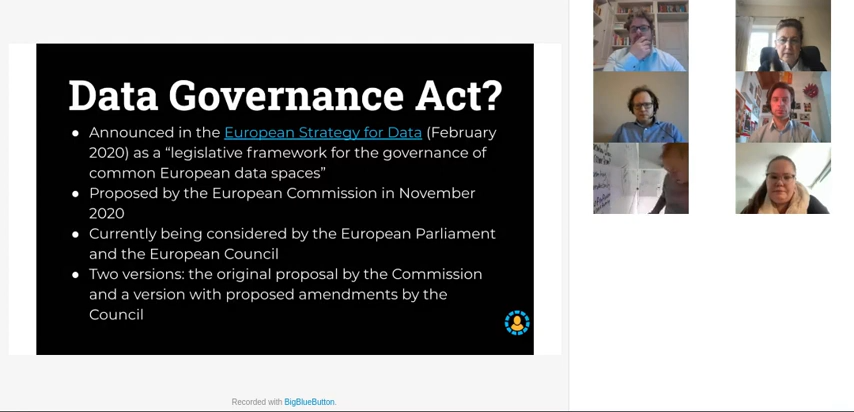 Data Governance Act?
● Announced in the European Strategy for Data (February
2020) as a “legislative framework for the governance of
common European data spaces”
● Proposed by the European Commission in November
2020
● Currently being considered by the European Parliament
and the European Council
● Two versions: the original proposal by the Commission
and a version with proposed amendments by the
Council
Recorded with BigBlueButton.